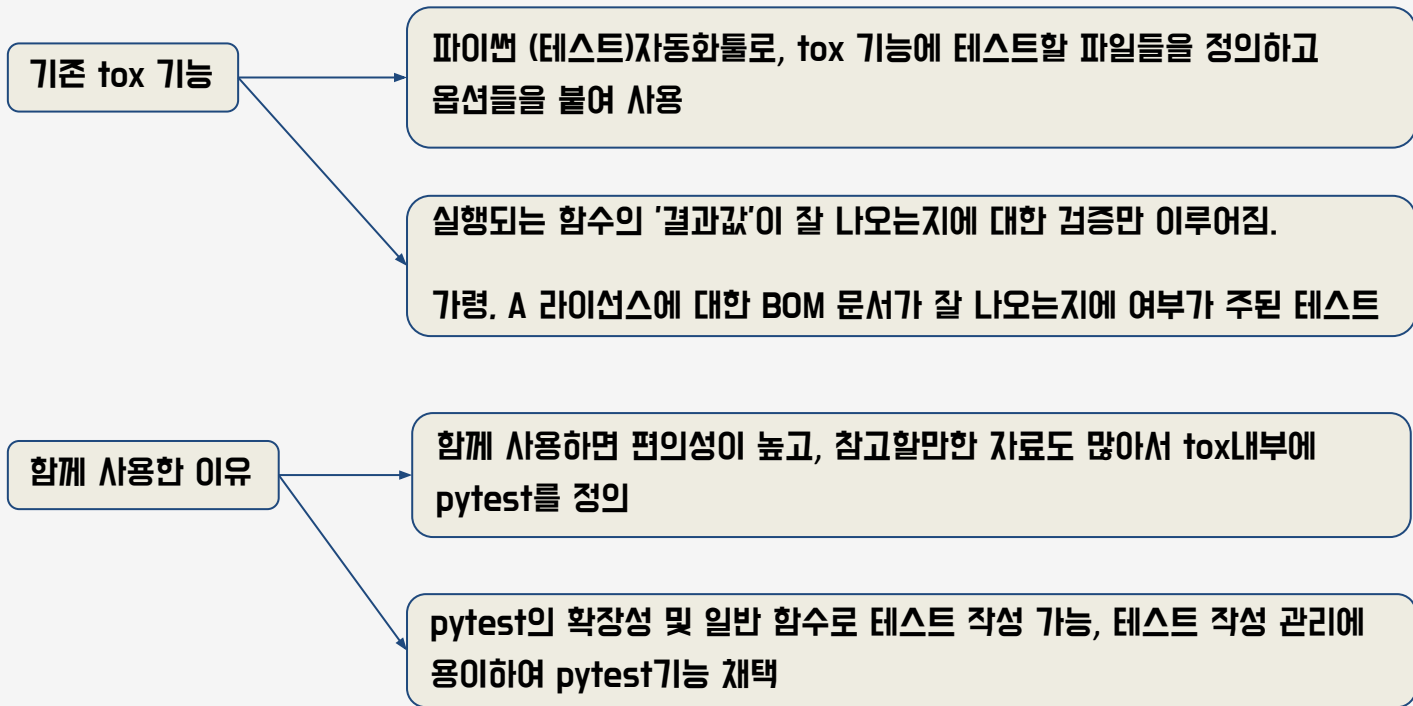 기존 tox 기능
파이썬 (테스트)자동화툴로, tox 기능에 테스트할 파일들을 정의하고
옵션들을 붙여 사용
실행되는 함수의 '결과값'이 잘 나오는지에 대한 검증만 이루어짐.
가령, A 라이선스에 대한 BOM 문서가 잘 나오는지에 여부가 주된 테스트
함께 사용한 이유
함께 사용하면 편의성이 높고, 참고할만한 자료도 많아서 tox내부에
pytest를 정의
pytest의 확장성 및 일반 함수로 테스트 작성 가능, 테스트 작성 관리에
용이하여 pytest기능 채택